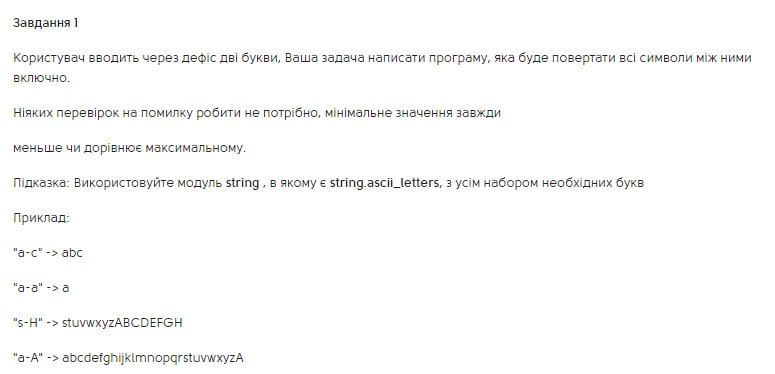 Завдання 1
Користувач вводить через дефіс дві букви, Ваша задача написати програму, яка буде повертати всі символи між ними
включно.
Ніяких перевірок на помилку робити не потрібно, мінімальне значення завжди
меньше чи дорівнює максимальному.
Підказка: Використовуйте модуль string , в якому є string.ascii_letters, з усім набором необхідних букв
Приклад:
"a-c" -> abc
"a-a" -> a
"s-H" -> stuvwxyzABCDEFGH
"a-A" -> abcdefghijklmnopqrstuvwxyzA